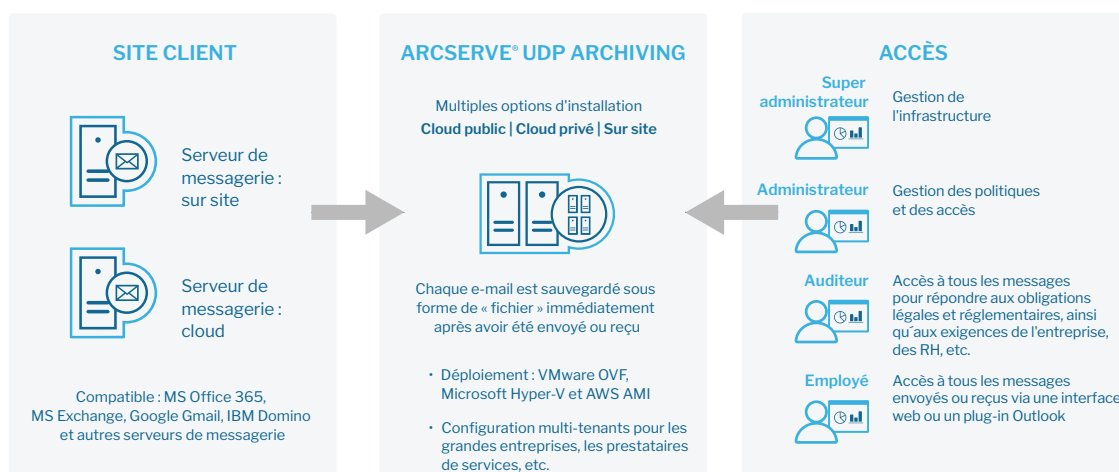 SITE CLIENT
Serveur de
messagerie :
sur site
Serveur de
messagerie :
cloud
Compatible : MS Office 365,
MS Exchange, Google Gmail, IBM Domino
et autres serveurs de messagerie
ARCSERVE® UDP ARCHIVING
Multiples options d'installation
Cloud public | Cloud privé | Sur site
Chaque e-mail est sauvegardé sous
forme de « fichier » immédiatement
après avoir été envoyé ou reçu
• Déploiement : VMware OVF,
Microsoft Hyper-V et AWS AMI
• Configuration multi-tenants pour les
grandes entreprises, les prestataires
de services, etc.
ACCÈS
Super
administrateur
Gestion de
l'infrastructure
Administrateur
Gestion des politiques
et des accès
Auditeur
Accès à tous les messages
pour répondre aux obligations
légales et réglementaires, ainsi
qu´aux exigences de l'entreprise,
des RH, etc.
Employé
Accès à tous les messages
envoyés ou reçus via une interface
web ou un plug-in Outlook